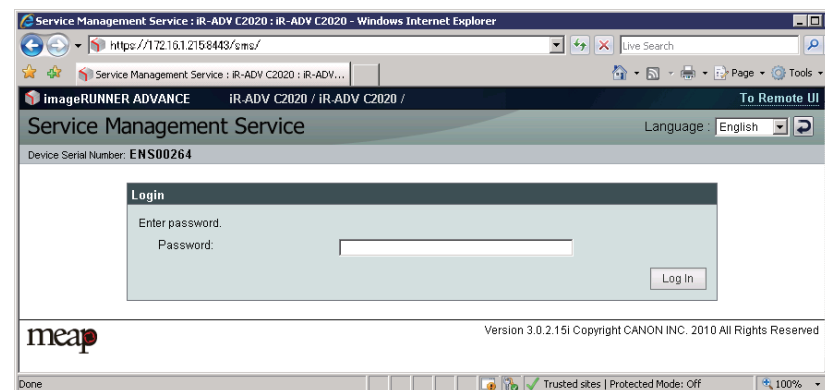 Service Management Service : iR-ADV C2020 : iR-ADV C2020 - Windows Internet Explorer
https://172.16.1.215:8443/sms/
Live Search
Service Management Service : iR-ADV C2020 : iR-ADV...
Page
Tools
imageRUNNER ADVANCE iR-ADV C2020 / iR-ADV C2020 /
To Remote UI
Service Management Service
Language : English
Device Serial Number: ENS00264
Login
Enter password.
Password:
Log In
meap
Version 3.0.2.15i Copyright CANON INC. 2010 All Rights Reserved
Done
Trusted sites | Protected Mode: Off
100%